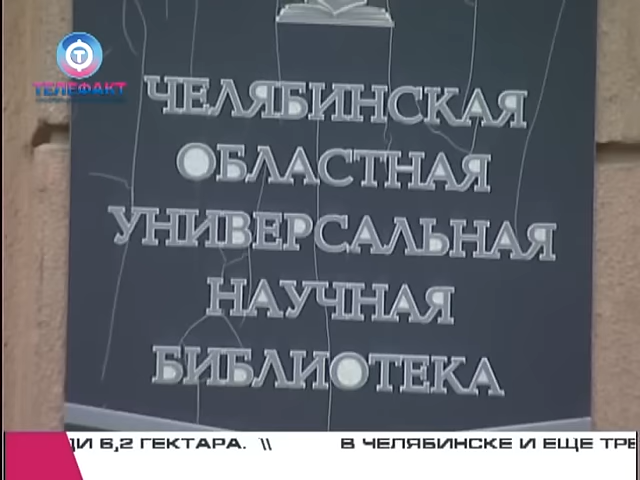 ТЕЛЕФАКТ
ЧЕЛЯБИНСКАЯ
ОБЛАСТНАЯ
УНИВЕРСАЛЬНАЯ
НАУЧНАЯ
БИБЛИОТЕКА
6,2 ГЕКТАРА. \\ В ЧЕЛЯБИНСКЕ И ЕЩЕ